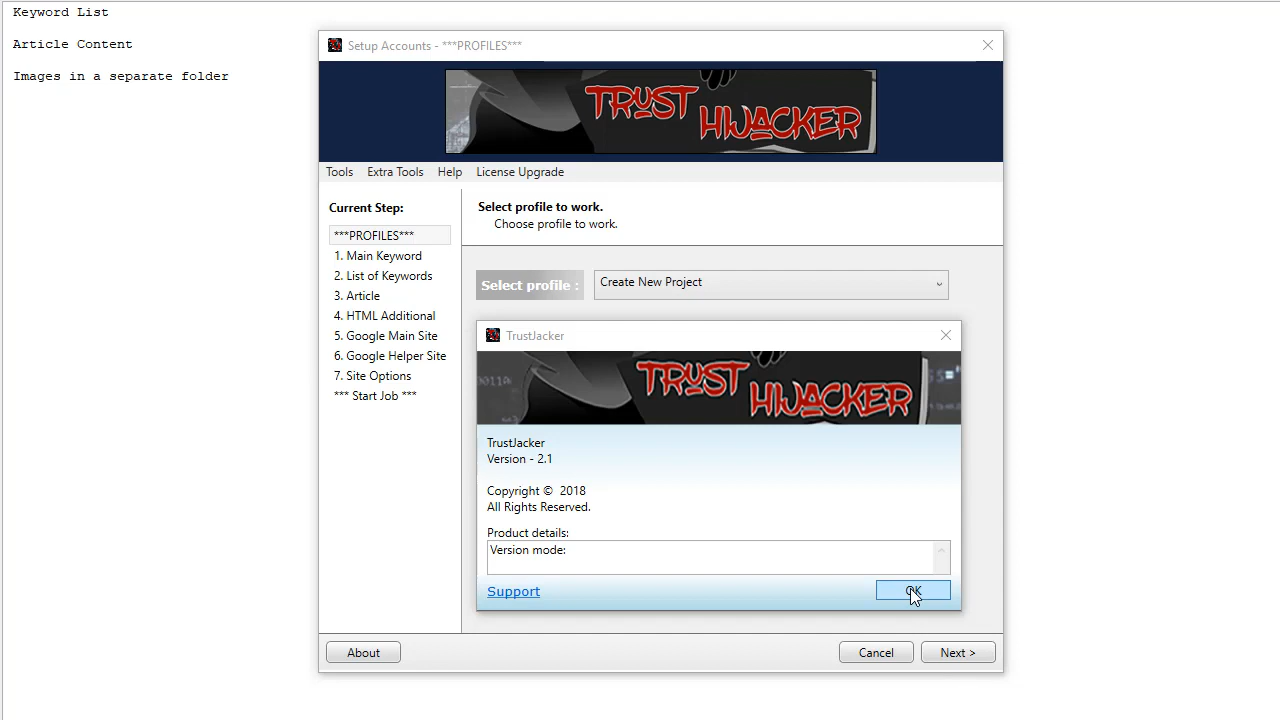 Keyword List
Article Content
Images in a separate folder
Setup Accounts - ***PROFILES***
TRUST
HIJACKER
Tools Extra Tools Help License Upgrade
Current Step:
***PROFILES***
1. Main Keyword
2. List of Keywords
3. Article
4. HTML Additional
5. Google Main Site
6. Google Helper Site
7. Site Options
*** Start Job ***
Select profile to work.
Choose profile to work.
Select profile : Create New Project
TrustJacker
TRUST
HIJACKER
TrustJacker
Version - 2.1
Copyright © 2018
All Rights Reserved.
Product details:
Version mode:
Support OK
About Cancel Next >